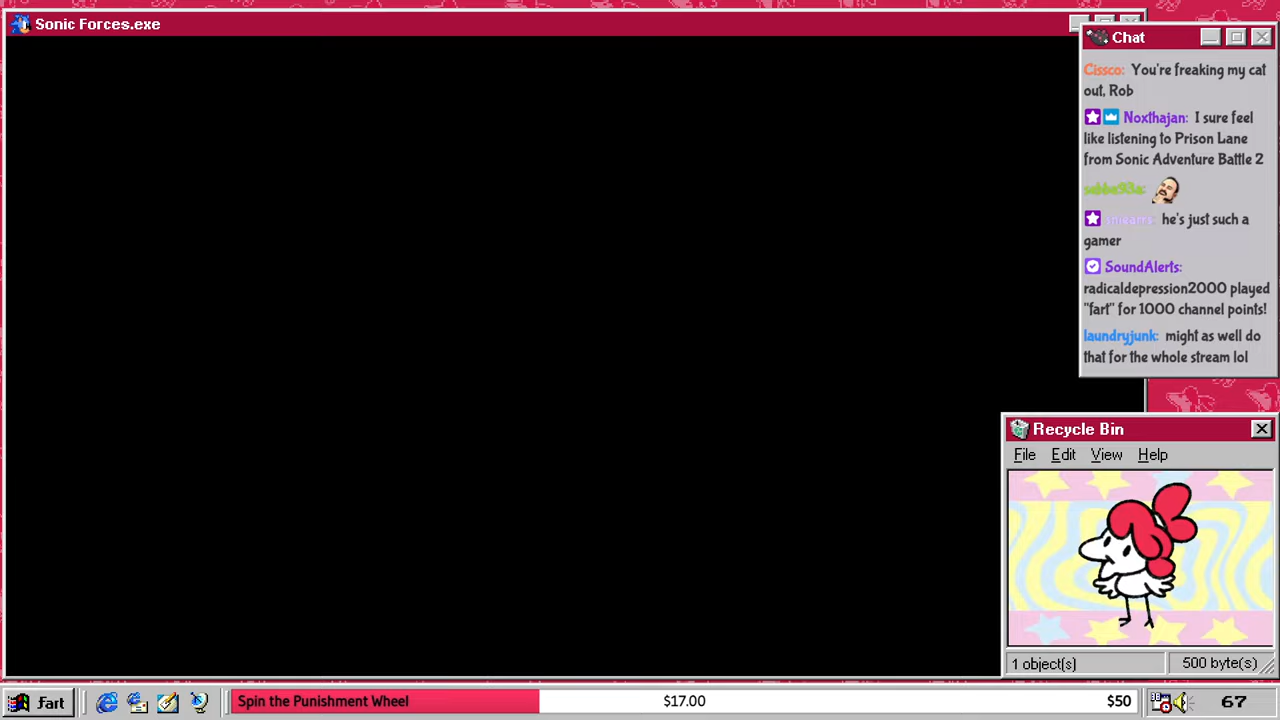 Sonic Forces.exe
Chat
Cissco: You're freaking my cat
out, Rob
Noxthajan: I sure feel
like listening to Prison Lane
from Sonic Adventure Battle 2
sniearrs: he's just such a
gamer
SoundAlerts:
radicaldepression2000 played
"fart" for 1000 channel points!
laundryjunk: might as well do
that for the whole stream lol
Recycle Bin
File Edit View Help
1 object(s) 500 byte(s)
fart Spin the Punishment Wheel $17.00 $50 67